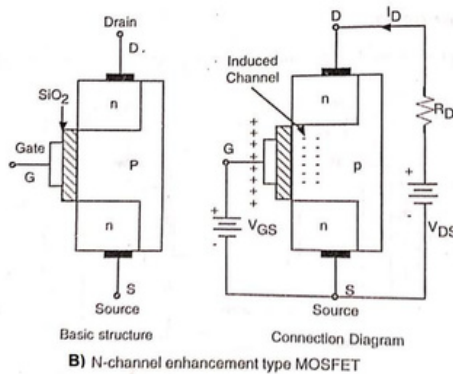 Drain
D
SiO2
Gate
G
n
P
n
S
Source
Basic structure
D
ID
Induced
Channel
n
RD
+ + + + + + + +
G
p
+
VGS
-
n
+
VDS
-
S
Source
Connection Diagram
B) N-channel enhancement type MOSFET